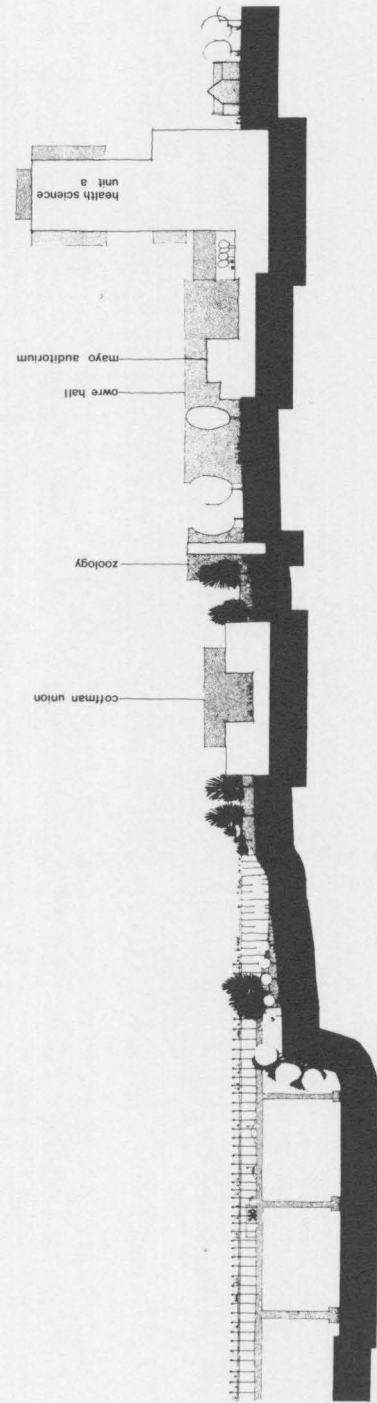 coffman union
zoology
owre hall
mayo auditorium
health science
unit a